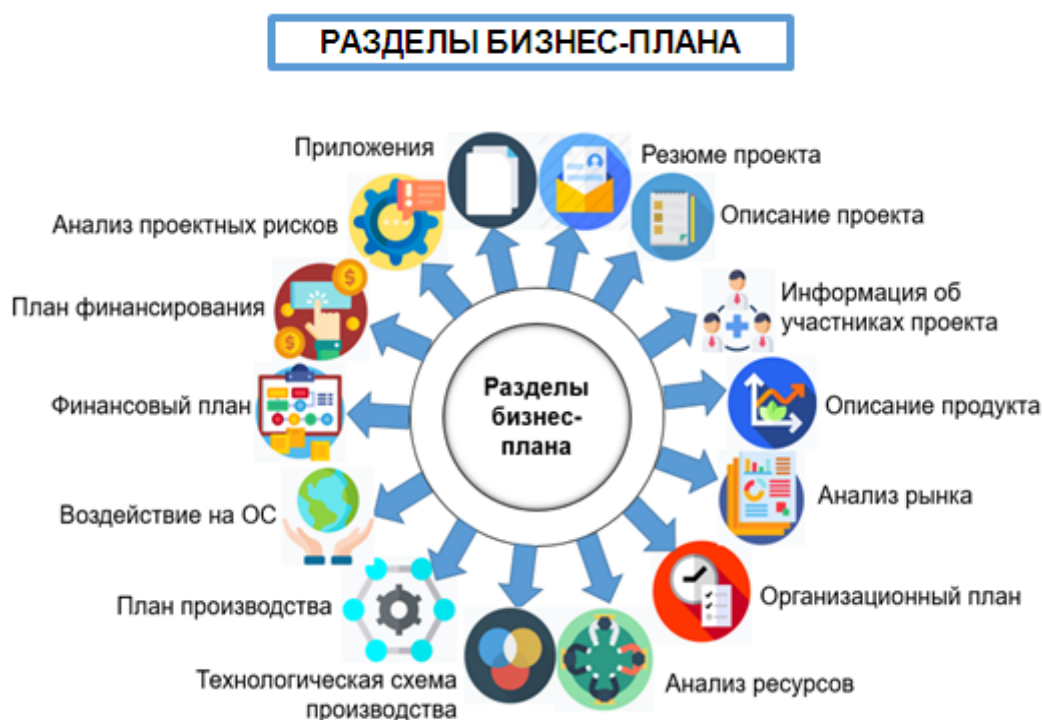 РАЗДЕЛЫ БИЗНЕС-ПЛАНА
Приложения
Резюме проекта
Анализ проектных рисков
Описание проекта
План финансирования
Информация об
участниках проекта
Финансовый план
Разделы
бизнес-
плана
Описание продукта
Воздействие на ОС
Анализ рынка
План производства
Организационный план
Технологическая схема
производства
Анализ ресурсов